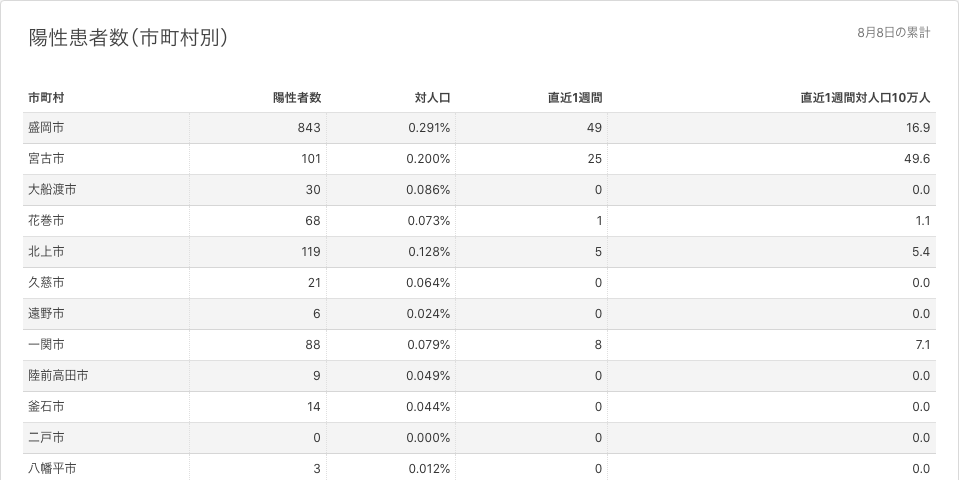 陽性患者数(市町村別)
8月8日の累計
市町村 陽性者数 対人口 直近1週間 直近1週間対人口10万人
盛岡市 843 0.291% 49 16.9
宮古市 101 0.200% 25 49.6
大船渡市 30 0.086% 0 0.0
花巻市 68 0.073% 1 1.1
北上市 119 0.128% 5 5.4
久慈市 21 0.064% 0 0.0
遠野市 6 0.024% 0 0.0
一関市 88 0.079% 8 7.1
陸前高田市 9 0.049% 0 0.0
釜石市 14 0.044% 0 0.0
二戸市 0 0.000% 0 0.0
八幡平市 3 0.012% 0 0.0